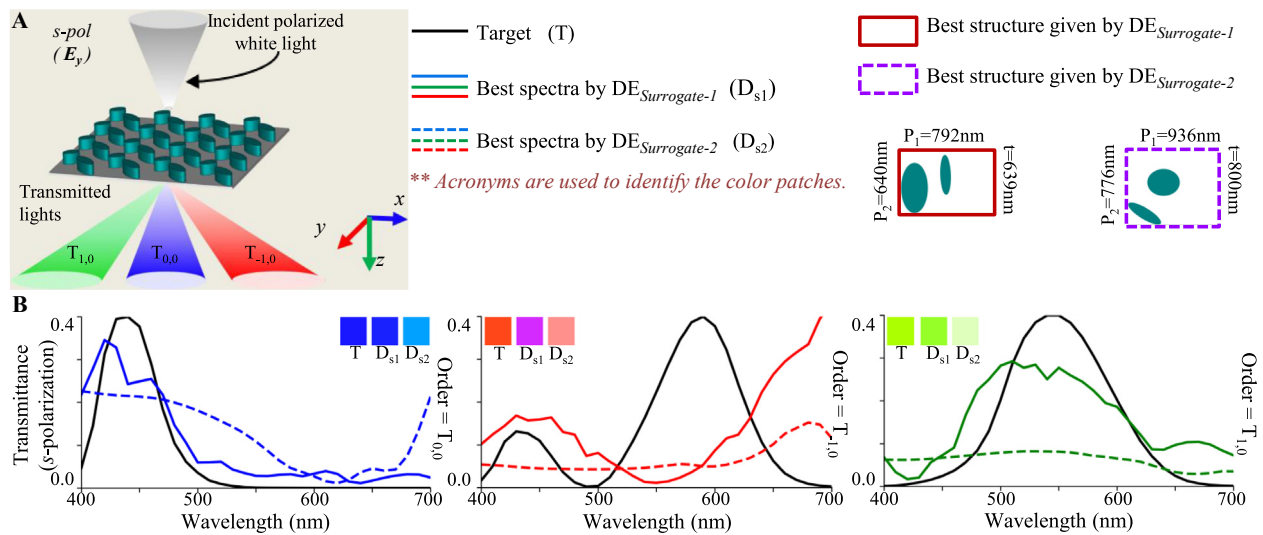 A
s-pol
(Ey)
Incident polarized
white light
Transmitted
lights
T1,0
T0,0
T-1,0
x
y
z
Target (T)
Best spectra by DESurrogate-1 (Ds1)
Best spectra by DESurrogate-2 (Ds2)
** Acronyms are used to identify the color patches.
Best structure given by DESurrogate-1
Best structure given by DESurrogate-2
P1=792nm
P2=640nm
t=639nm
P1=936nm
P2=776nm
t=800nm
B
Transmittance
(s-polarization)
0.4
0.0
400
500
600
700
Wavelength (nm)
T Ds1 Ds2
Order = T0,0
0.4
0.0
400
500
600
700
Wavelength (nm)
T Ds1 Ds2
Order = T-1,0
0.4
0.0
400
500
600
700
Wavelength (nm)
T Ds1 Ds2
Order = T1,0